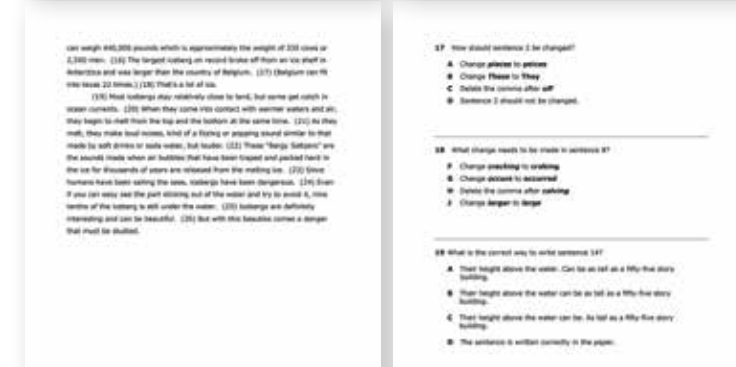 can weigh 440,000 pounds which is approximately the weight of 330 cows or
2,500 men.  (16) The largest iceberg on record broke off from an ice shelf in
Antarctica and was larger than the country of Belgium.  (17) (Belgium can fit
into texas 22 times.) (18) That's a lot of ice.
(19) Most icebergs stay relatively close to land, but some get catch in
ocean currents.  (20) When they come into contact with warmer waters and air,
they begin to melt from the top and the bottom at the same time.  (21) As they
melt, they make loud noises, kind of a fizzing or popping sound similar to that
made by soft drinks or soda water, but louder.  (22) These "Bergy Seltzers" are
the sounds made when air bubbles that have been traped and packed hard in
the ice for thousands of years are released from the melting ice.  (23) Since
humans have been sailing the seas, icebergs have been dangerous.  (24) Even
if you can easy see the part sticking out of the water and try to avoid it, nine
tenths of the iceberg is still under the water.  (25) Icebergs are definitely
interesting and can be beautiful.  (26) But with this beauties comes a danger
that must be studied.
17 How should sentence 2 be changed?
A Change pieces to peices
B Change These to They
C Delete the comma after off
D Sentence 2 should not be changed.
18 What change needs to be made in sentence 8?
F Change cracking to craking
G Change occure to occurred
H Delete the comma after calving
J Change larger to large
19 What is the correct way to write sentence 14?
A Their height above the water. Can be as tall as a fifty-five story
building.
B Their height above the water can be as tall as a fifty-five story
building.
C Their height above the water can be. As tall as a fifty-five story
building.
D The sentence is written correctly in the paper.